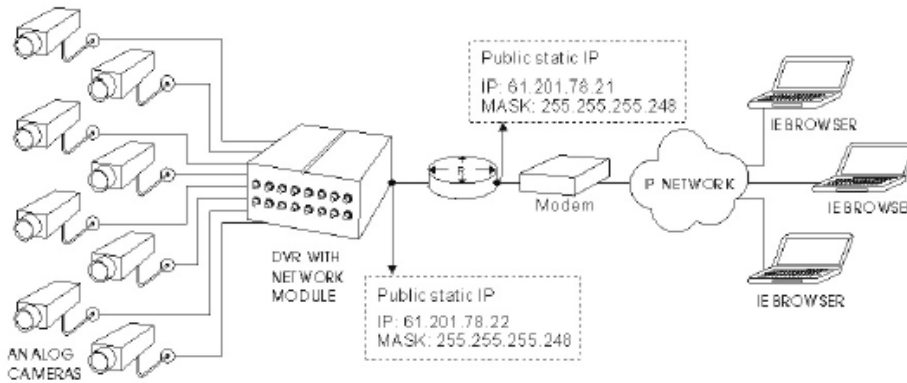 Public static IP
IP: 61.201.78.21
MASK: 255.255.255.248
IE BROWSER
R
IP NETWORK
Modem
IE BROWSE
DVR WITH
NETWORK
MODULE
IE BROWSER
Public static IP
IP: 61.201.78.22
MASK: 255.255.255.248
ANALOG
CAMERAS